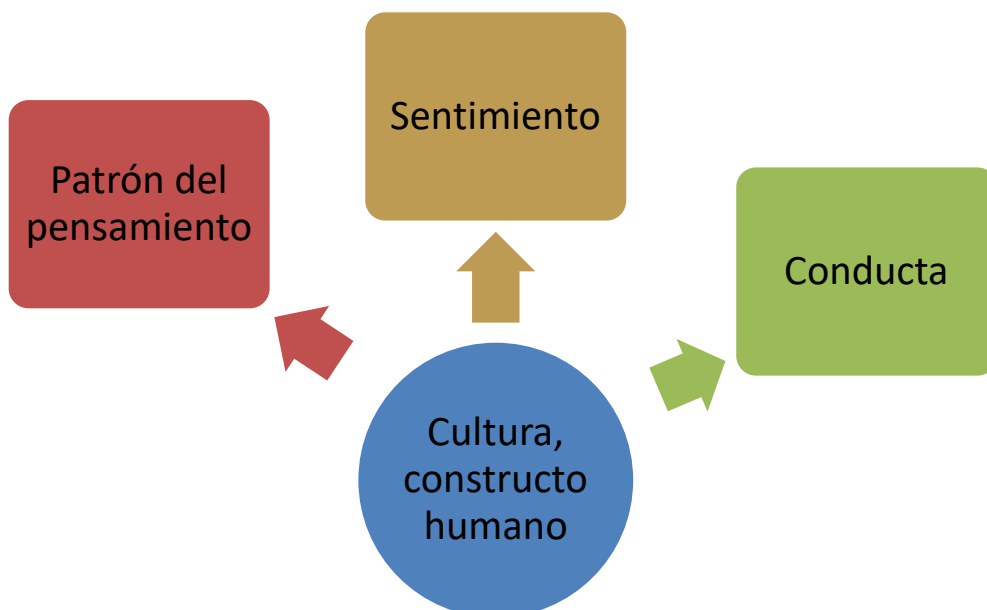 Sentimiento
Patrón del
pensamiento
Conducta
Cultura,
constructo
humano